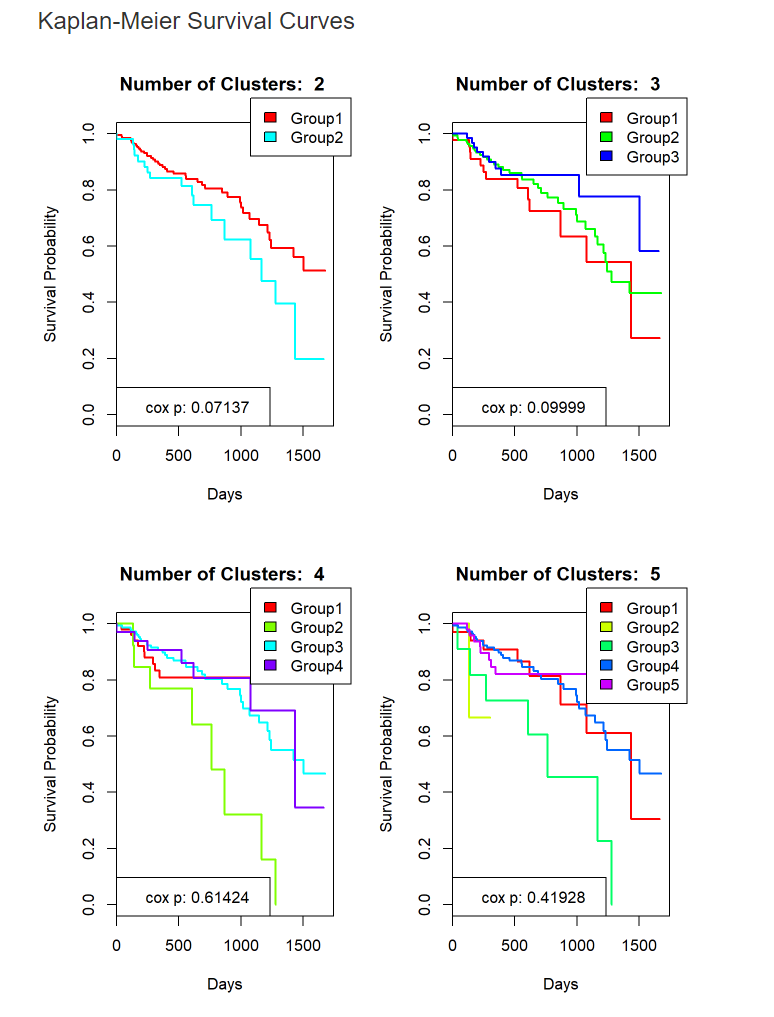 Kaplan-Meier Survival Curves
Number of Clusters: 2
Group1
Group2
Survival Probability
1.0
0.8
0.6
0.4
0.2
0.0
cox p: 0.07137
0 500 1000 1500
Days
Number of Clusters: 3
Group1
Group2
Group3
Survival Probability
1.0
0.8
0.6
0.4
0.2
0.0
cox p: 0.09999
0 500 1000 1500
Days
Number of Clusters: 4
Group1
Group2
Group3
Group4
Survival Probability
1.0
0.8
0.6
0.4
0.2
0.0
cox p: 0.61424
0 500 1000 1500
Days
Number of Clusters: 5
Group1
Group2
Group3
Group4
Group5
Survival Probability
1.0
0.8
0.6
0.4
0.2
0.0
cox p: 0.41928
0 500 1000 1500
Days